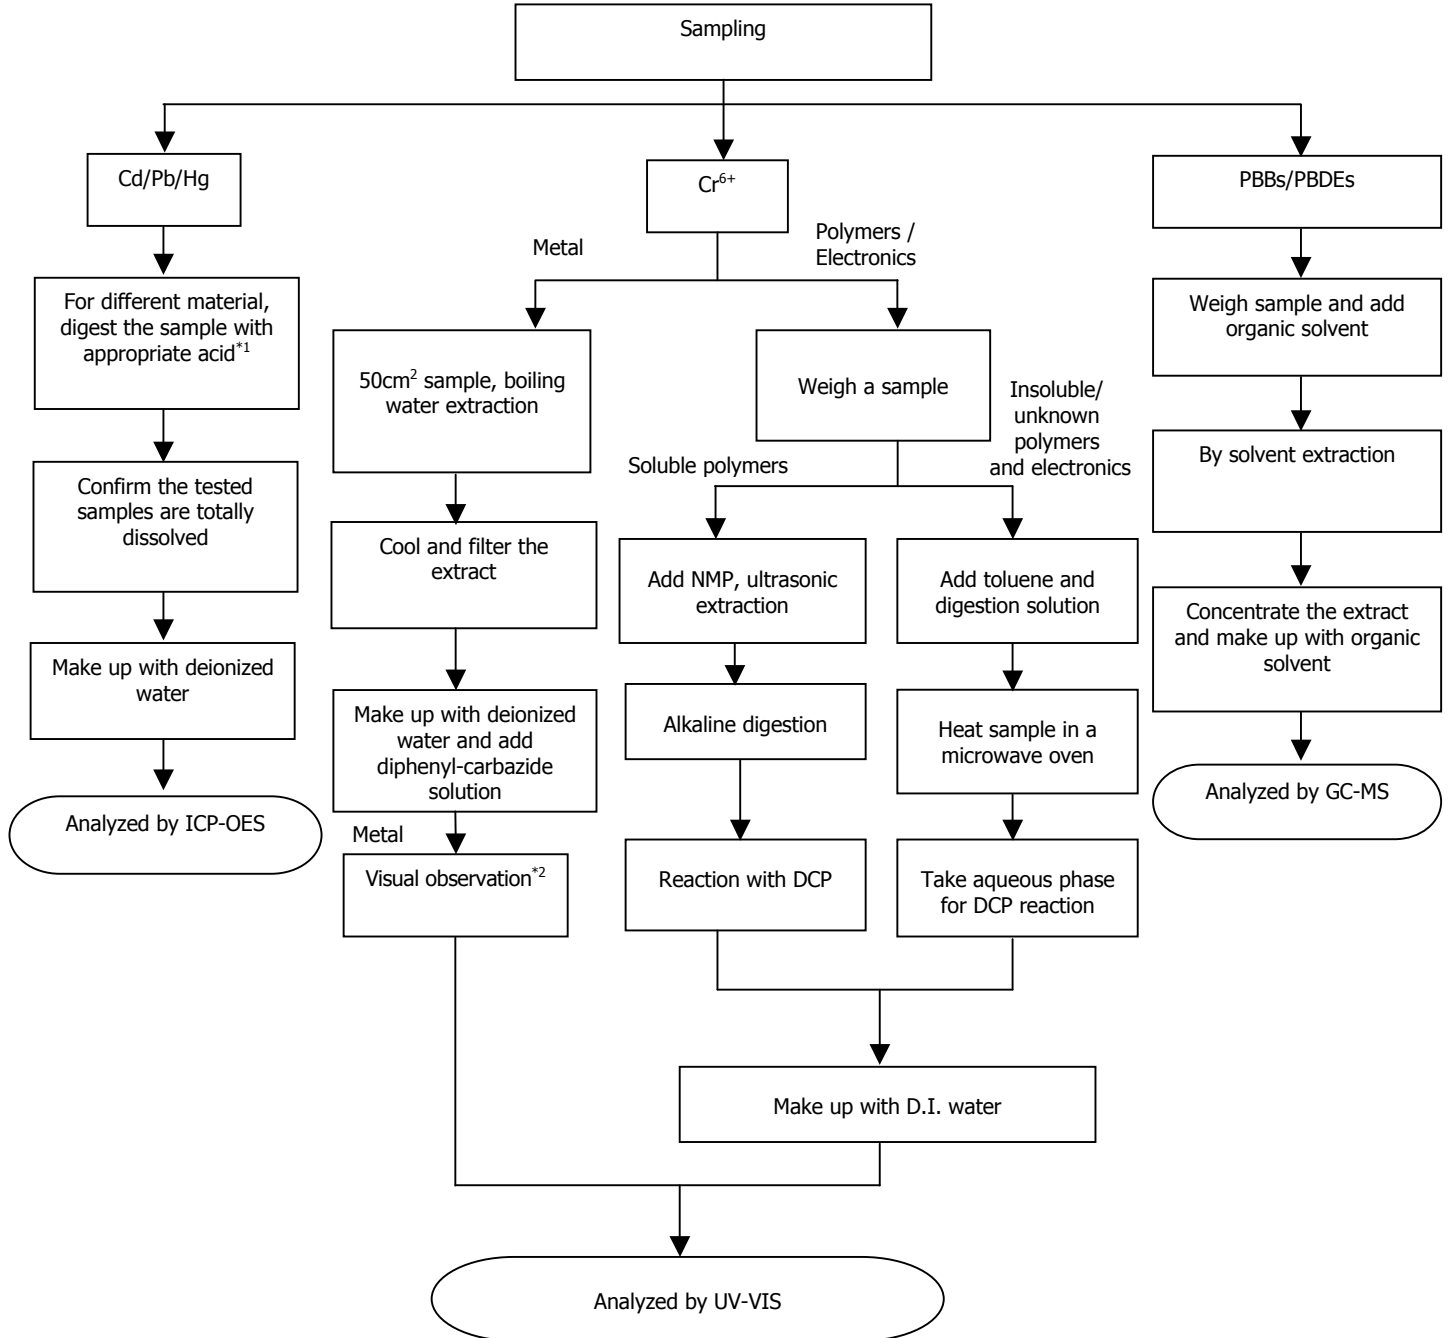 Sampling
Cd/Pb/Hg
Cr⁶⁺
PBBs/PBDEs
Metal
Polymers /
Electronics
For different material,
digest the sample with
appropriate acid*¹
50cm² sample, boiling
water extraction
Weigh a sample
Weigh sample and add
organic solvent
Insoluble/
unknown
polymers
and electronics
Soluble polymers
Confirm the tested
samples are totally
dissolved
Cool and filter the
extract
Add NMP, ultrasonic
extraction
Add toluene and
digestion solution
By solvent extraction
Make up with deionized
water
Make up with deionized
water and add
diphenyl-carbazide
solution
Alkaline digestion
Heat sample in a
microwave oven
Concentrate the extract
and make up with organic
solvent
Analyzed by ICP-OES
Metal
Visual observation*²
Reaction with DCP
Take aqueous phase
for DCP reaction
Analyzed by GC-MS
Make up with D.I. water
Analyzed by UV-VIS